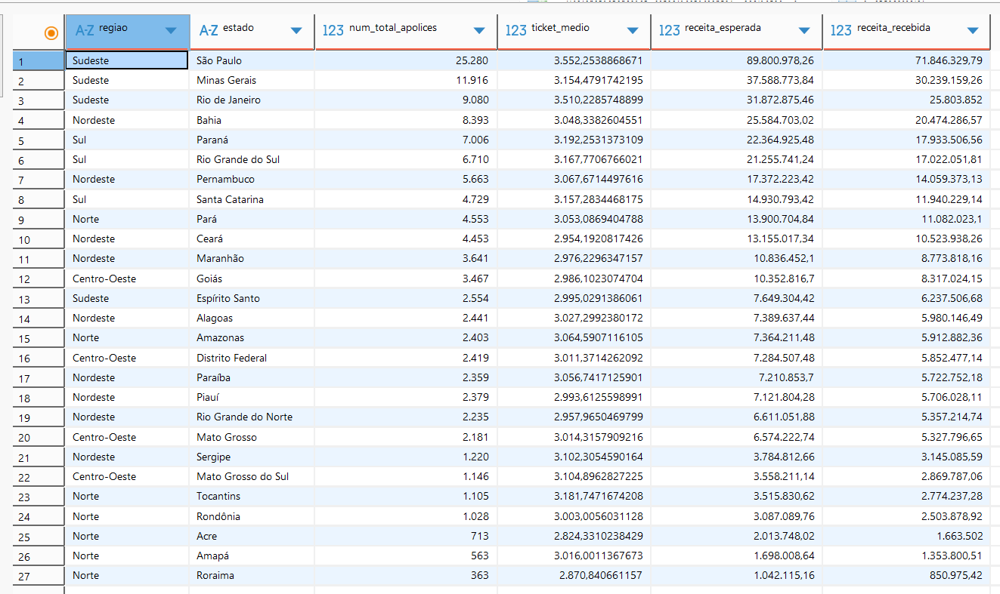 A-Z regiao A-Z estado 123 num_total_apolices 123 ticket_medio 123 receita_esperada 123 receita_recebida
1 Sudeste São Paulo 25.280 3.552,2538868671 89.800.978,26 71.846.329,79
2 Sudeste Minas Gerais 11.916 3.154,4791742195 37.588.773,84 30.239.159,26
3 Sudeste Rio de Janeiro 9.080 3.510,2285748899 31.872.875,46 25.803.852
4 Nordeste Bahia 8.393 3.048,3382604551 25.584.703,02 20.474.286,57
5 Sul Paraná 7.006 3.192,2531373109 22.364.925,48 17.933.506,56
6 Sul Rio Grande do Sul 6.710 3.167,7706766021 21.255.741,24 17.022.051,81
7 Nordeste Pernambuco 5.663 3.067,6714497616 17.372.223,42 14.059.373,13
8 Sul Santa Catarina 4.729 3.157,2834468175 14.930.793,42 11.940.229,14
9 Norte Pará 4.553 3.053,0869404788 13.900.704,84 11.082.023,1
10 Nordeste Ceará 4.453 2.954,1920817426 13.155.017,34 10.523.938,26
11 Nordeste Maranhão 3.641 2.976,2296347157 10.836.452,1 8.773.818,16
12 Centro-Oeste Goiás 3.467 2.986,1023074704 10.352.816,7 8.317.024,15
13 Sudeste Espírito Santo 2.554 2.995,0291386061 7.649.304,42 6.237.506,68
14 Nordeste Alagoas 2.441 3.027,2992380172 7.389.637,44 5.980.146,49
15 Norte Amazonas 2.403 3.064,5907116105 7.364.211,48 5.912.882,36
16 Centro-Oeste Distrito Federal 2.419 3.011,3714262092 7.284.507,48 5.852.477,14
17 Nordeste Paraíba 2.359 3.056,7417125901 7.210.853,7 5.722.752,18
18 Nordeste Piauí 2.379 2.993,6125598991 7.121.804,28 5.706.028,11
19 Nordeste Rio Grande do Norte 2.235 2.957,9650469799 6.611.051,88 5.357.214,74
20 Centro-Oeste Mato Grosso 2.181 3.014,3157909216 6.574.222,74 5.327.796,65
21 Nordeste Sergipe 1.220 3.102,3054590164 3.784.812,66 3.145.085,59
22 Centro-Oeste Mato Grosso do Sul 1.146 3.104,8962827225 3.558.211,14 2.869.787,06
23 Norte Tocantins 1.105 3.181,7471674208 3.515.830,62 2.774.237,28
24 Norte Rondônia 1.028 3.003,0056031128 3.087.089,76 2.503.878,92
25 Norte Acre 713 2.824,3310238429 2.013.748,02 1.663.502
26 Norte Amapá 563 3.016,0011367673 1.698.008,64 1.353.800,51
27 Norte Roraima 363 2.870,840661157 1.042.115,16 850.975,42